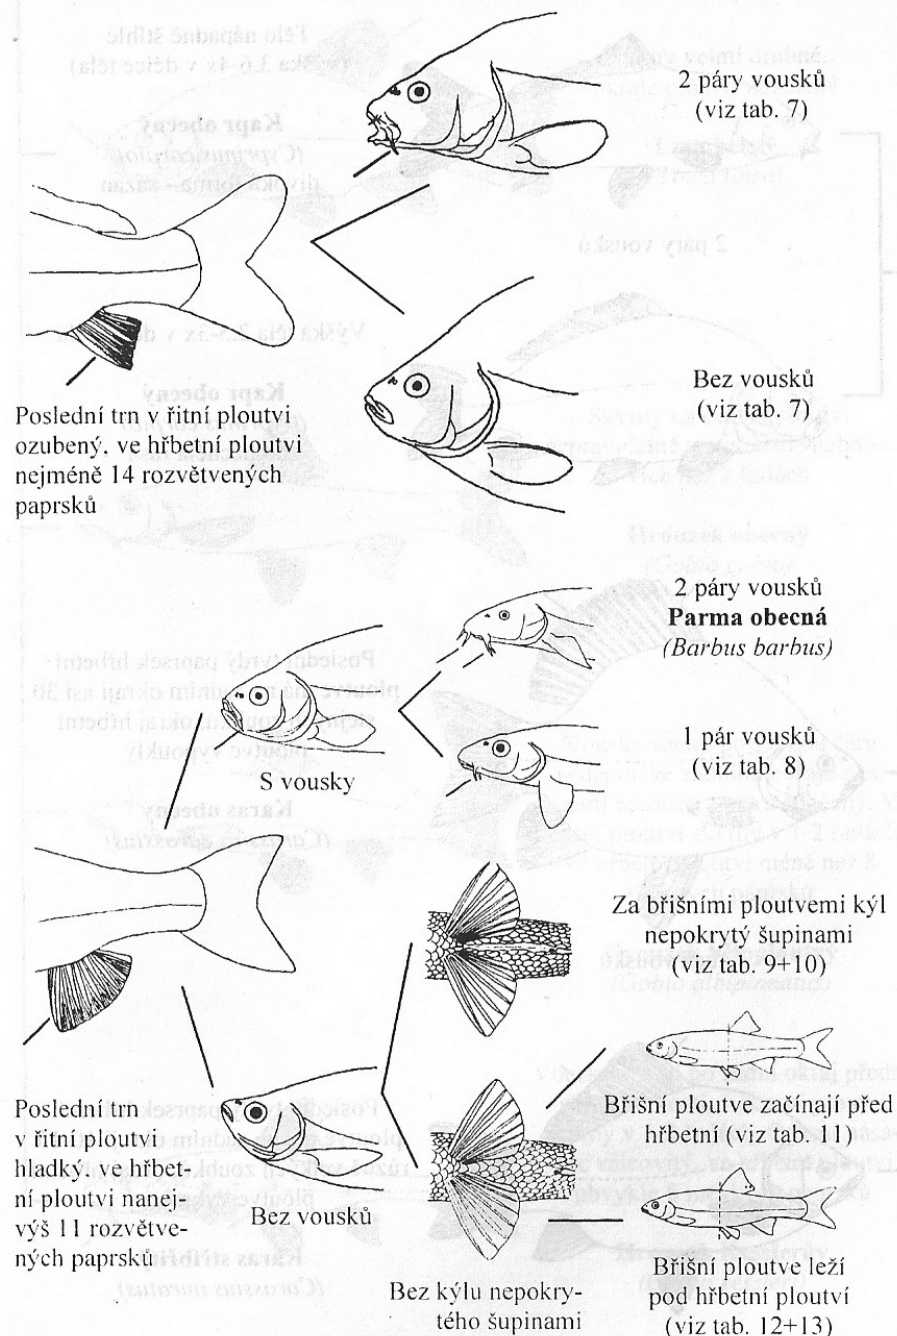 2 páry vousků
(viz tab. 7)
Bez vousků
(viz tab. 7)
Poslední trn v řitní ploutvi
ozubený, ve hřbetní ploutvi
nejméně 14 rozvětvených
paprsků
2 páry vousků
Parma obecná
(Barbus barbus)
1 pár vousků
(viz tab. 8)
S vousky
Za břišními ploutvemi kýl
nepokrytý šupinami
(viz tab. 9+10)
Poslední trn
v řitní ploutvi
hladký, ve hřbet-
ní ploutvi nanej-
výš 11 rozvětve-
ných paprsků
Bez vousků
Břišní ploutve začínají před
hřbetní (viz tab. 11)
Bez kýlu nepokry-
tého šupinami
Břišní ploutve leží
pod hřbetní ploutví
(viz tab. 12+13)